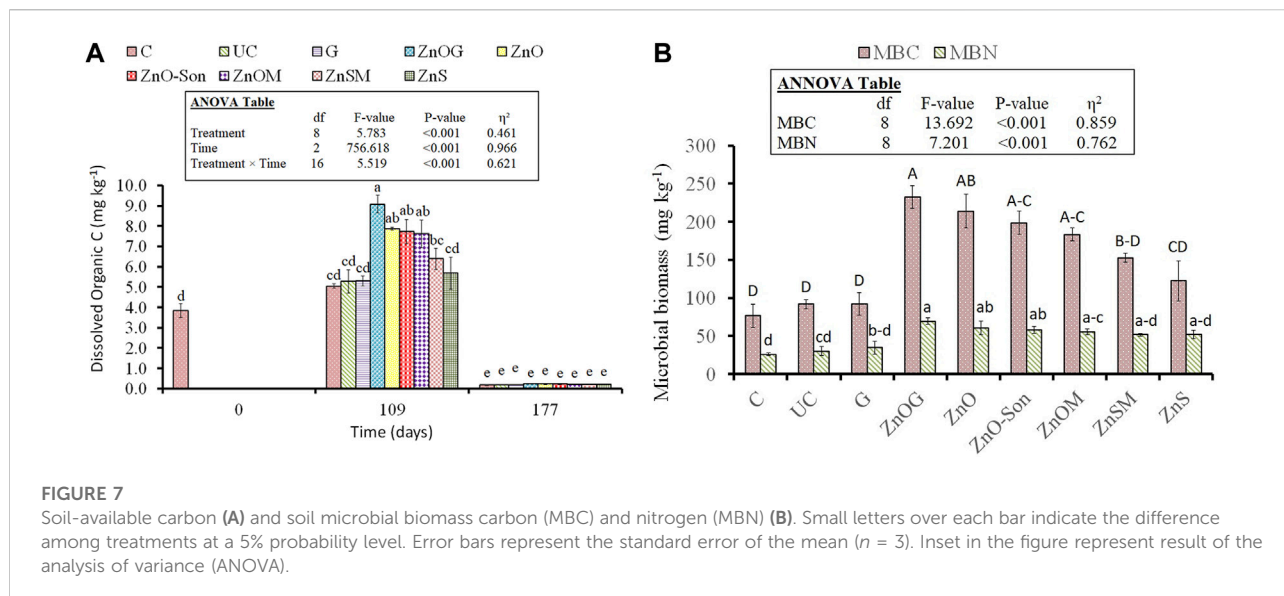 A
C UC G ZnOG ZnO
ZnO-Son ZnOM ZnSM ZnS
ANOVA Table
df F-value P-value η²
Treatment 8 5.783 <0.001 0.461
Time 2 756.618 <0.001 0.966
Treatment × Time 16 5.519 <0.001 0.621
Dissolved Organic C (mg kg⁻¹)
10.0
9.0
8.0
7.0
6.0
5.0
4.0
3.0
2.0
1.0
0.0
d
cd cd cd a ab ab ab bc cd
e e e e e e e e e
0 109 177
Time (days)
B
MBC MBN
ANNOVA Table
df F-value P-value η²
MBC 8 13.692 <0.001 0.859
MBN 8 7.201 <0.001 0.762
Microbial biomass (mg kg⁻¹)
300
250
200
150
100
50
0
D D D A AB A-C A-C B-D CD
d cd b-d a ab ab a-c a-d a-d
C UC G ZnOG ZnO ZnO-Son ZnOM ZnSM ZnS
FIGURE 7
Soil-available carbon (A) and soil microbial biomass carbon (MBC) and nitrogen (MBN) (B). Small letters over each bar indicate the difference
among treatments at a 5% probability level. Error bars represent the standard error of the mean (n = 3). Inset in the figure represent result of the
analysis of variance (ANOVA).